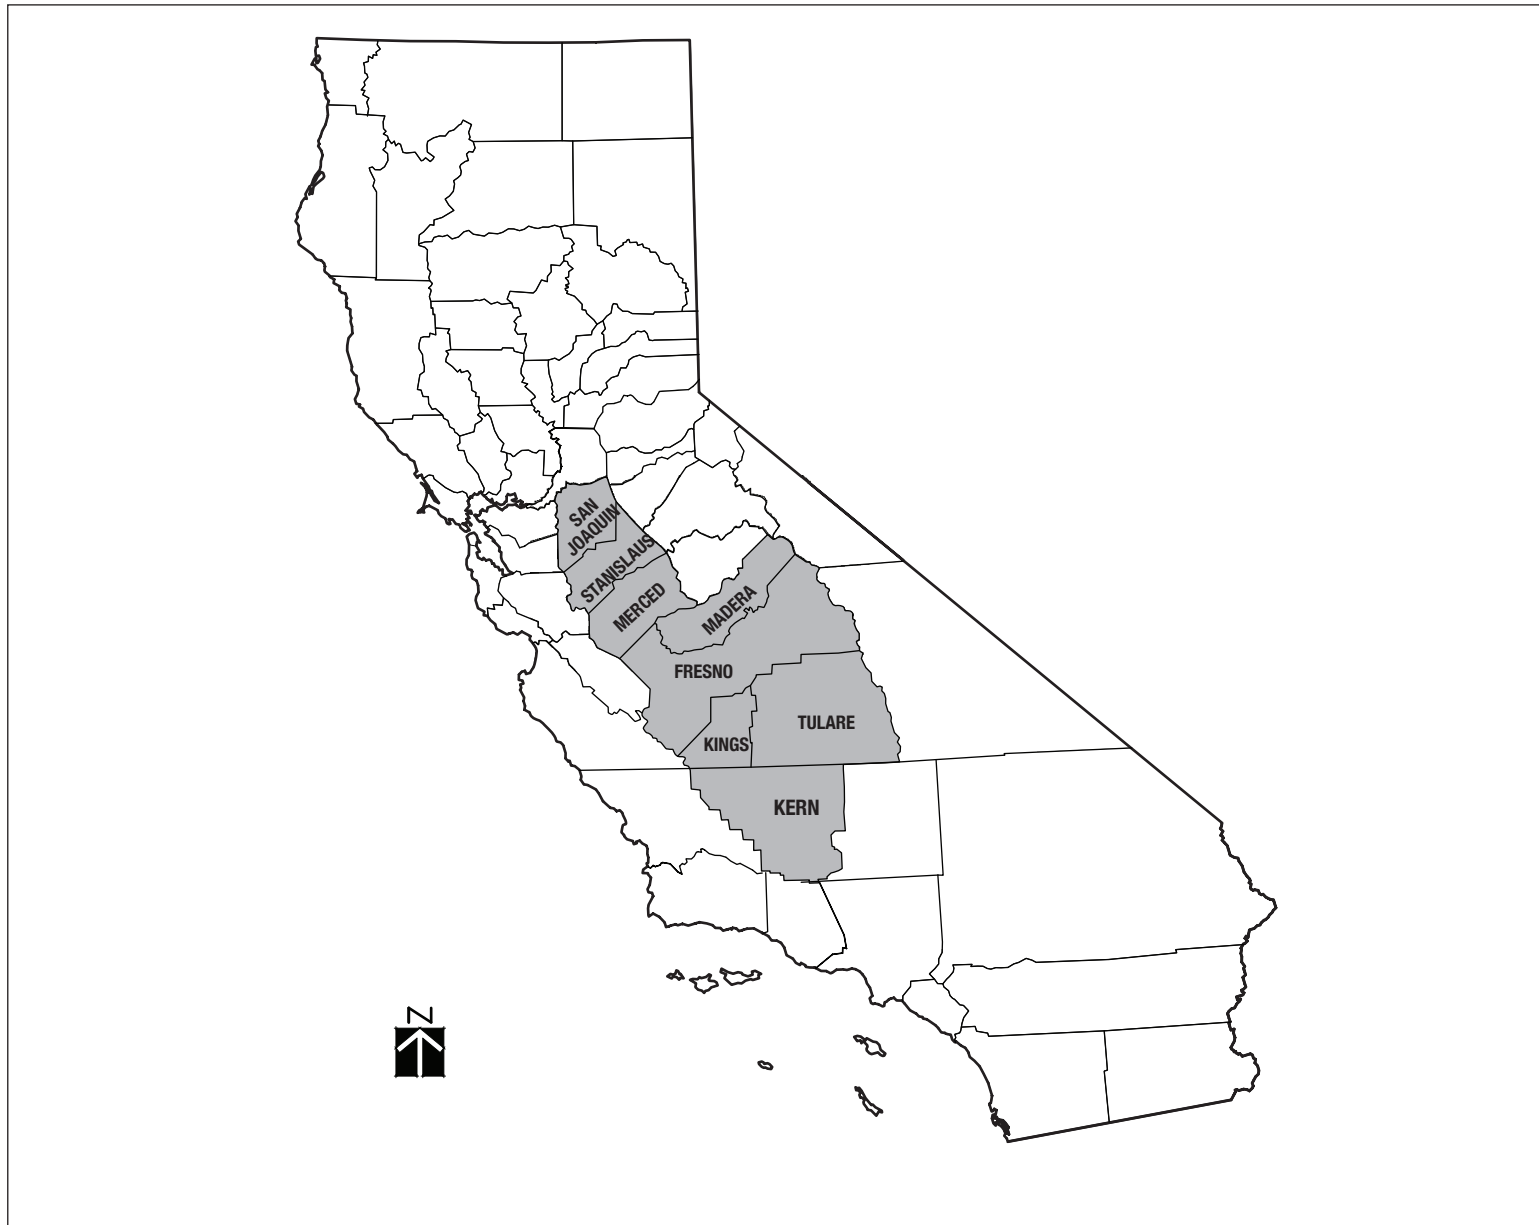 SAN
JOAQUIN
STANISLAUS
MERCED
MADERA
FRESNO
TULARE
KINGS
KERN
N